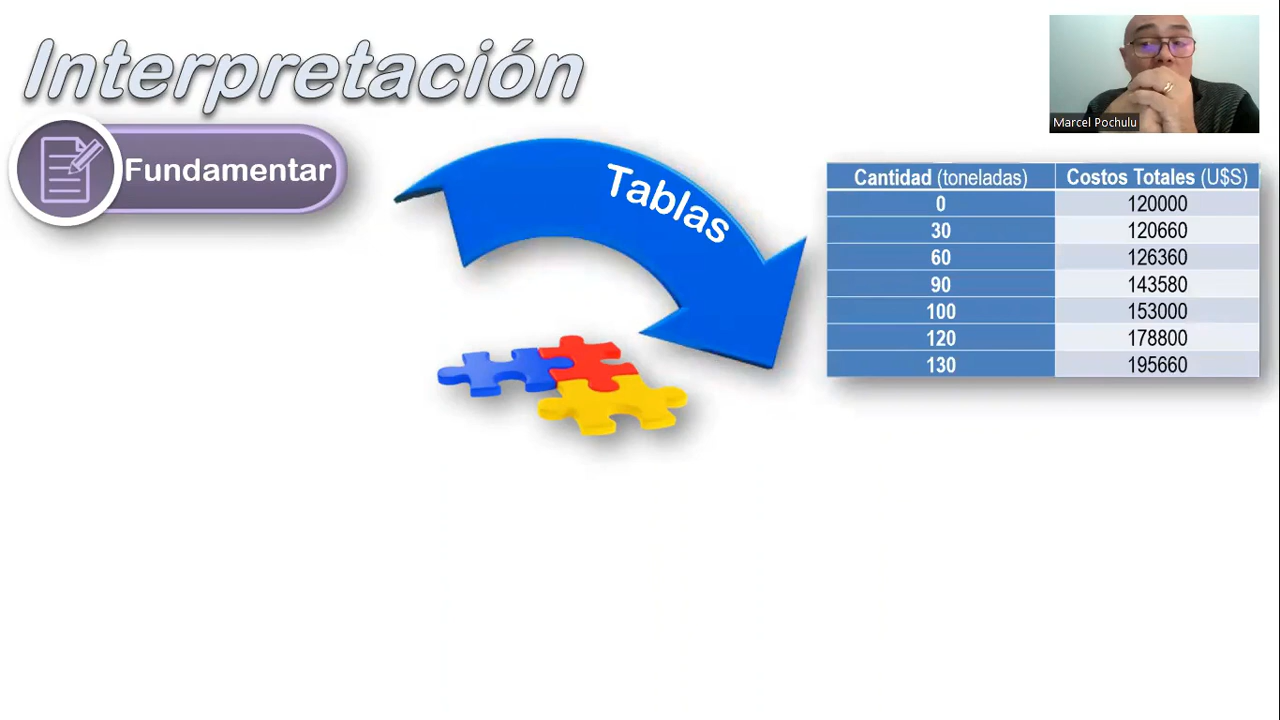 Interpretación
Marcel Pochulu
Fundamentar
Tablas
Cantidad (toneladas) Costos Totales (U$S)
0 120000
30 120660
60 126360
90 143580
100 153000
120 178800
130 195660